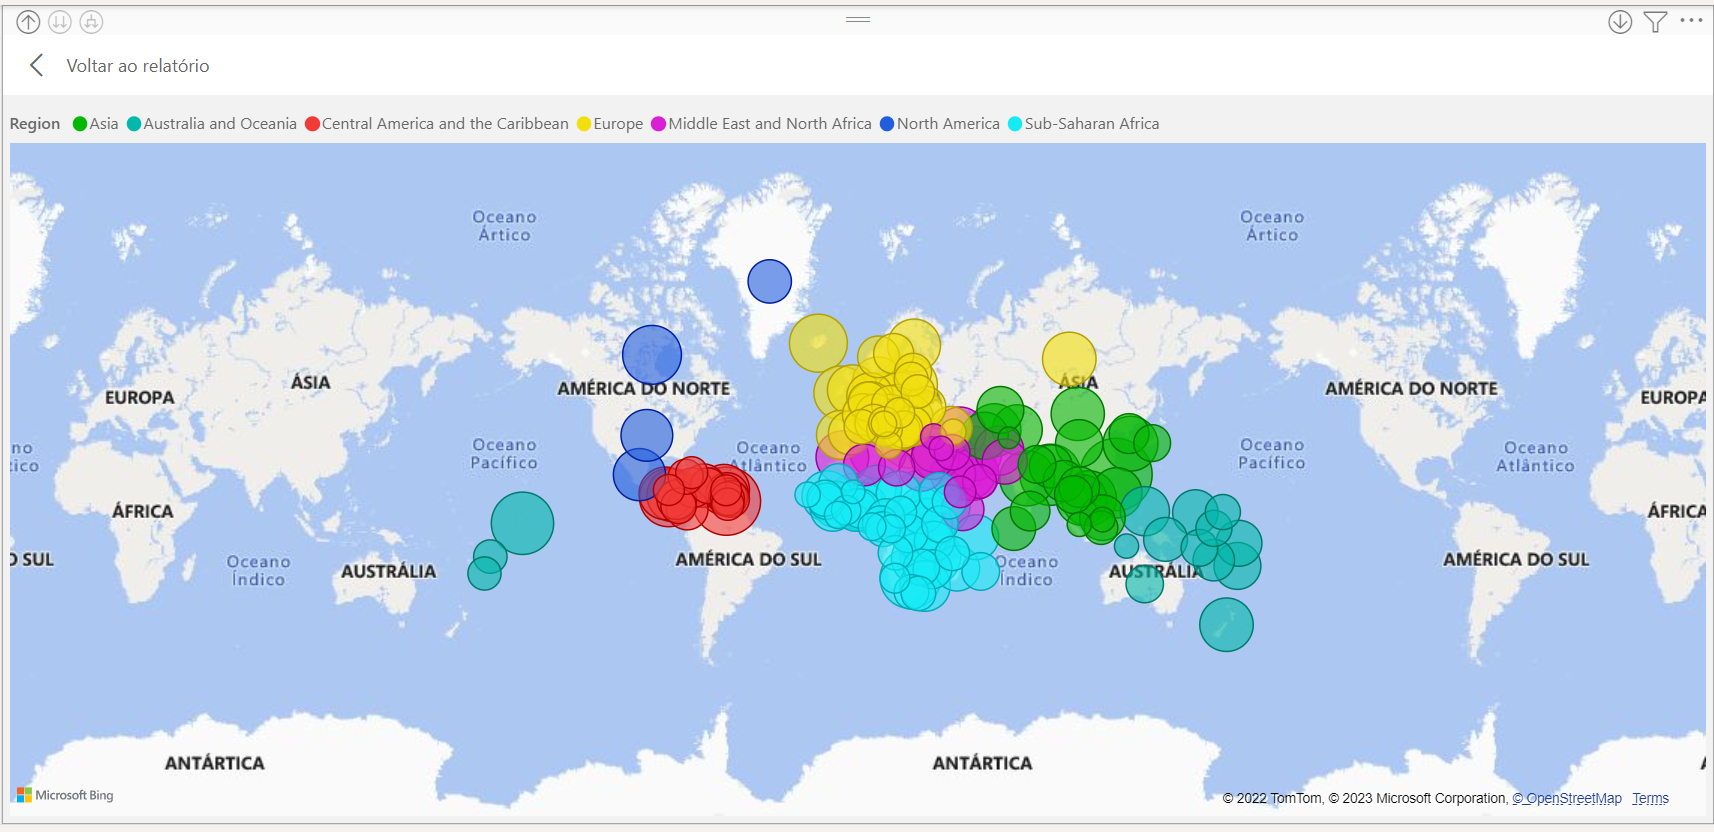 Voltar ao relatório
Region Asia Australia and Oceania Central America and the Caribbean Europe Middle East and North Africa North America Sub-Saharan Africa
Oceano
Ártico
Oceano
Ártico
EUROPA
ÁSIA
AMÉRICA DO NORTE
ÁSIA
AMÉRICA DO NORTE
EUROPA
no
ico
Oceano
Pacífico
Oceano
Atlântico
Oceano
Pacífico
Oceano
Atlântico
ÁFRICA
ÁFRICA
O SUL
Oceano
Índico
AUSTRÁLIA
AMÉRICA DO SUL
Oceano
Índico
AUSTRÁLIA
AMÉRICA DO SUL
ANTÁRTICA
ANTÁRTICA
Microsoft Bing
© 2022 TomTom, © 2023 Microsoft Corporation, © OpenStreetMap Terms